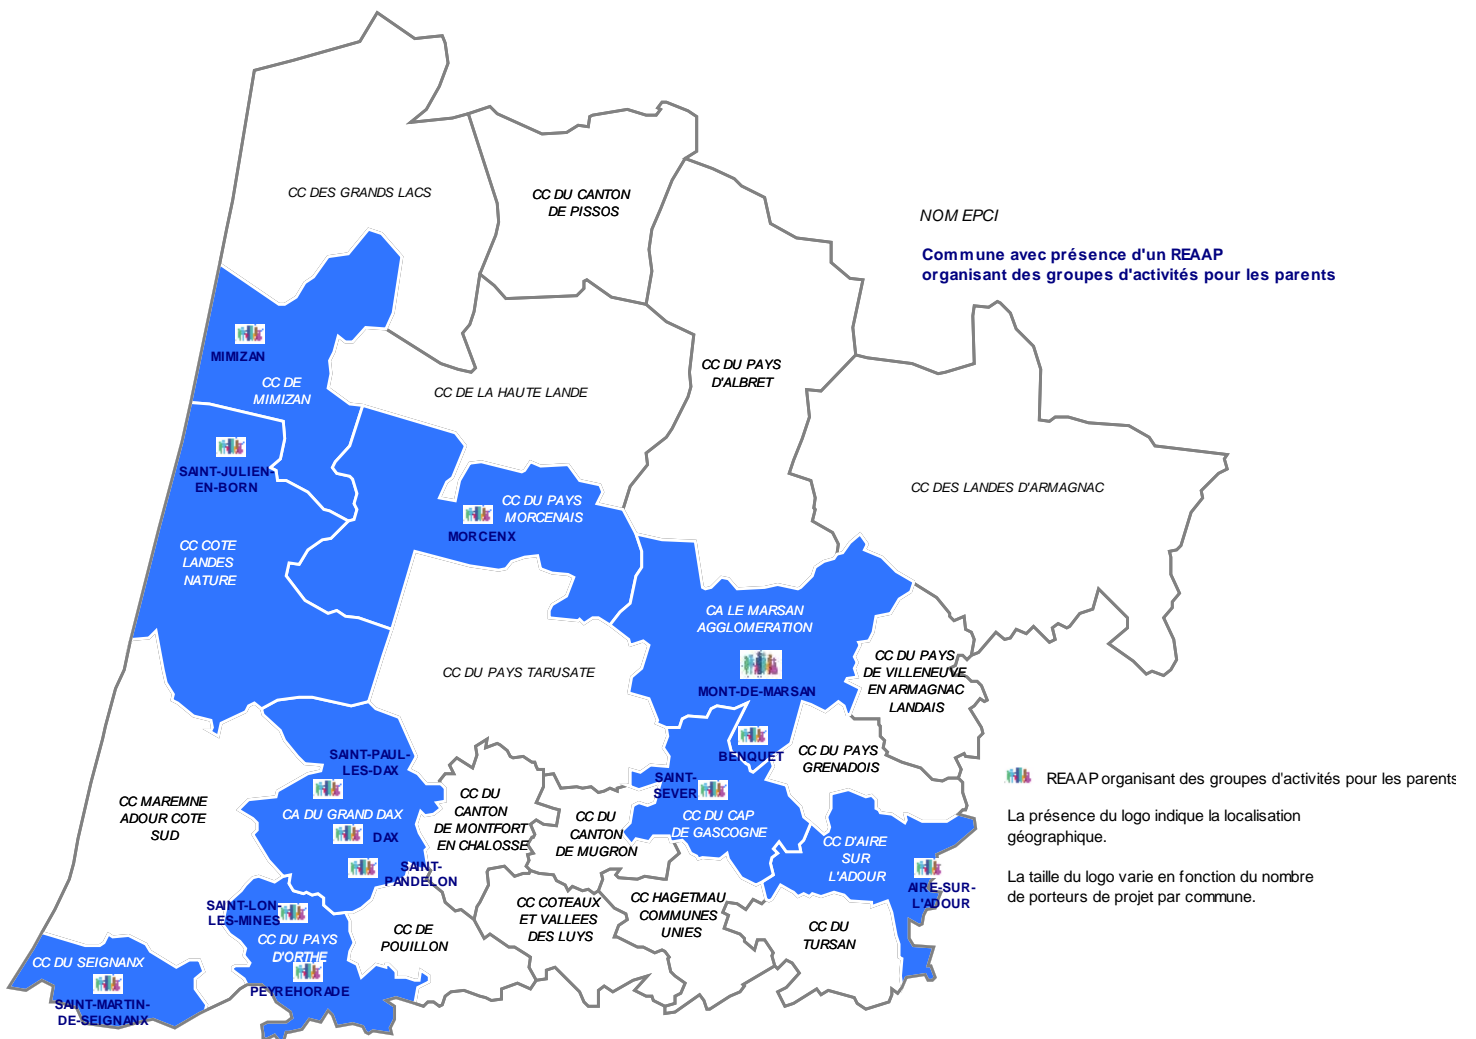 CC DES GRANDS LACS
CC DU CANTON
DE PISSOS
NOM EPCI
Commune avec présence d'un REAAP
organisant des groupes d'activités pour les parents
MIMIZAN
CC DE
MIMIZAN
CC DE LA HAUTE LANDE
CC DU PAYS
D'ALBRET
SAINT-JULIEN-
EN-BORN
CC DU PAYS
MORCENAIS
MORCENX
CC DES LANDES D'ARMAGNAC
CC COTE
LANDES
NATURE
CA LE MARSAN
AGGLOMERATION
MONT-DE-MARSAN
CC DU PAYS TARUSATE
CC DU PAYS
DE VILLENEUVE
EN ARMAGNAC
LANDAIS
BENQUET
CC DU PAYS
GRENADOIS
SAINT-PAUL-
LES-DAX
CA DU GRAND DAX
DAX
SAINT-
PANDELON
CC MAREMNE
ADOUR COTE
SUD
CC DU
CANTON
DE MONTFORT
EN CHALOSSE
CC DU
CANTON
DE MUGRON
SAINT-
SEVER
CC DU CAP
DE GASCOGNE
CC D'AIRE
SUR
L'ADOUR
AIRE-SUR-
L'ADOUR
REAAP organisant des groupes d'activités pour les parents
La présence du logo indique la localisation
géographique.
La taille du logo varie en fonction du nombre
de porteurs de projet par commune.
SAINT-LON-
LES-MINES
CC DU PAYS
D'ORTHE
PEYREHORADE
CC DE
POUILLON
CC COTEAUX
ET VALLEES
DES LUYS
CC HAGETMAU
COMMUNES
UNIES
CC DU
TURSAN
CC DU SEIGNANX
SAINT-MARTIN-
DE-SEIGNANX